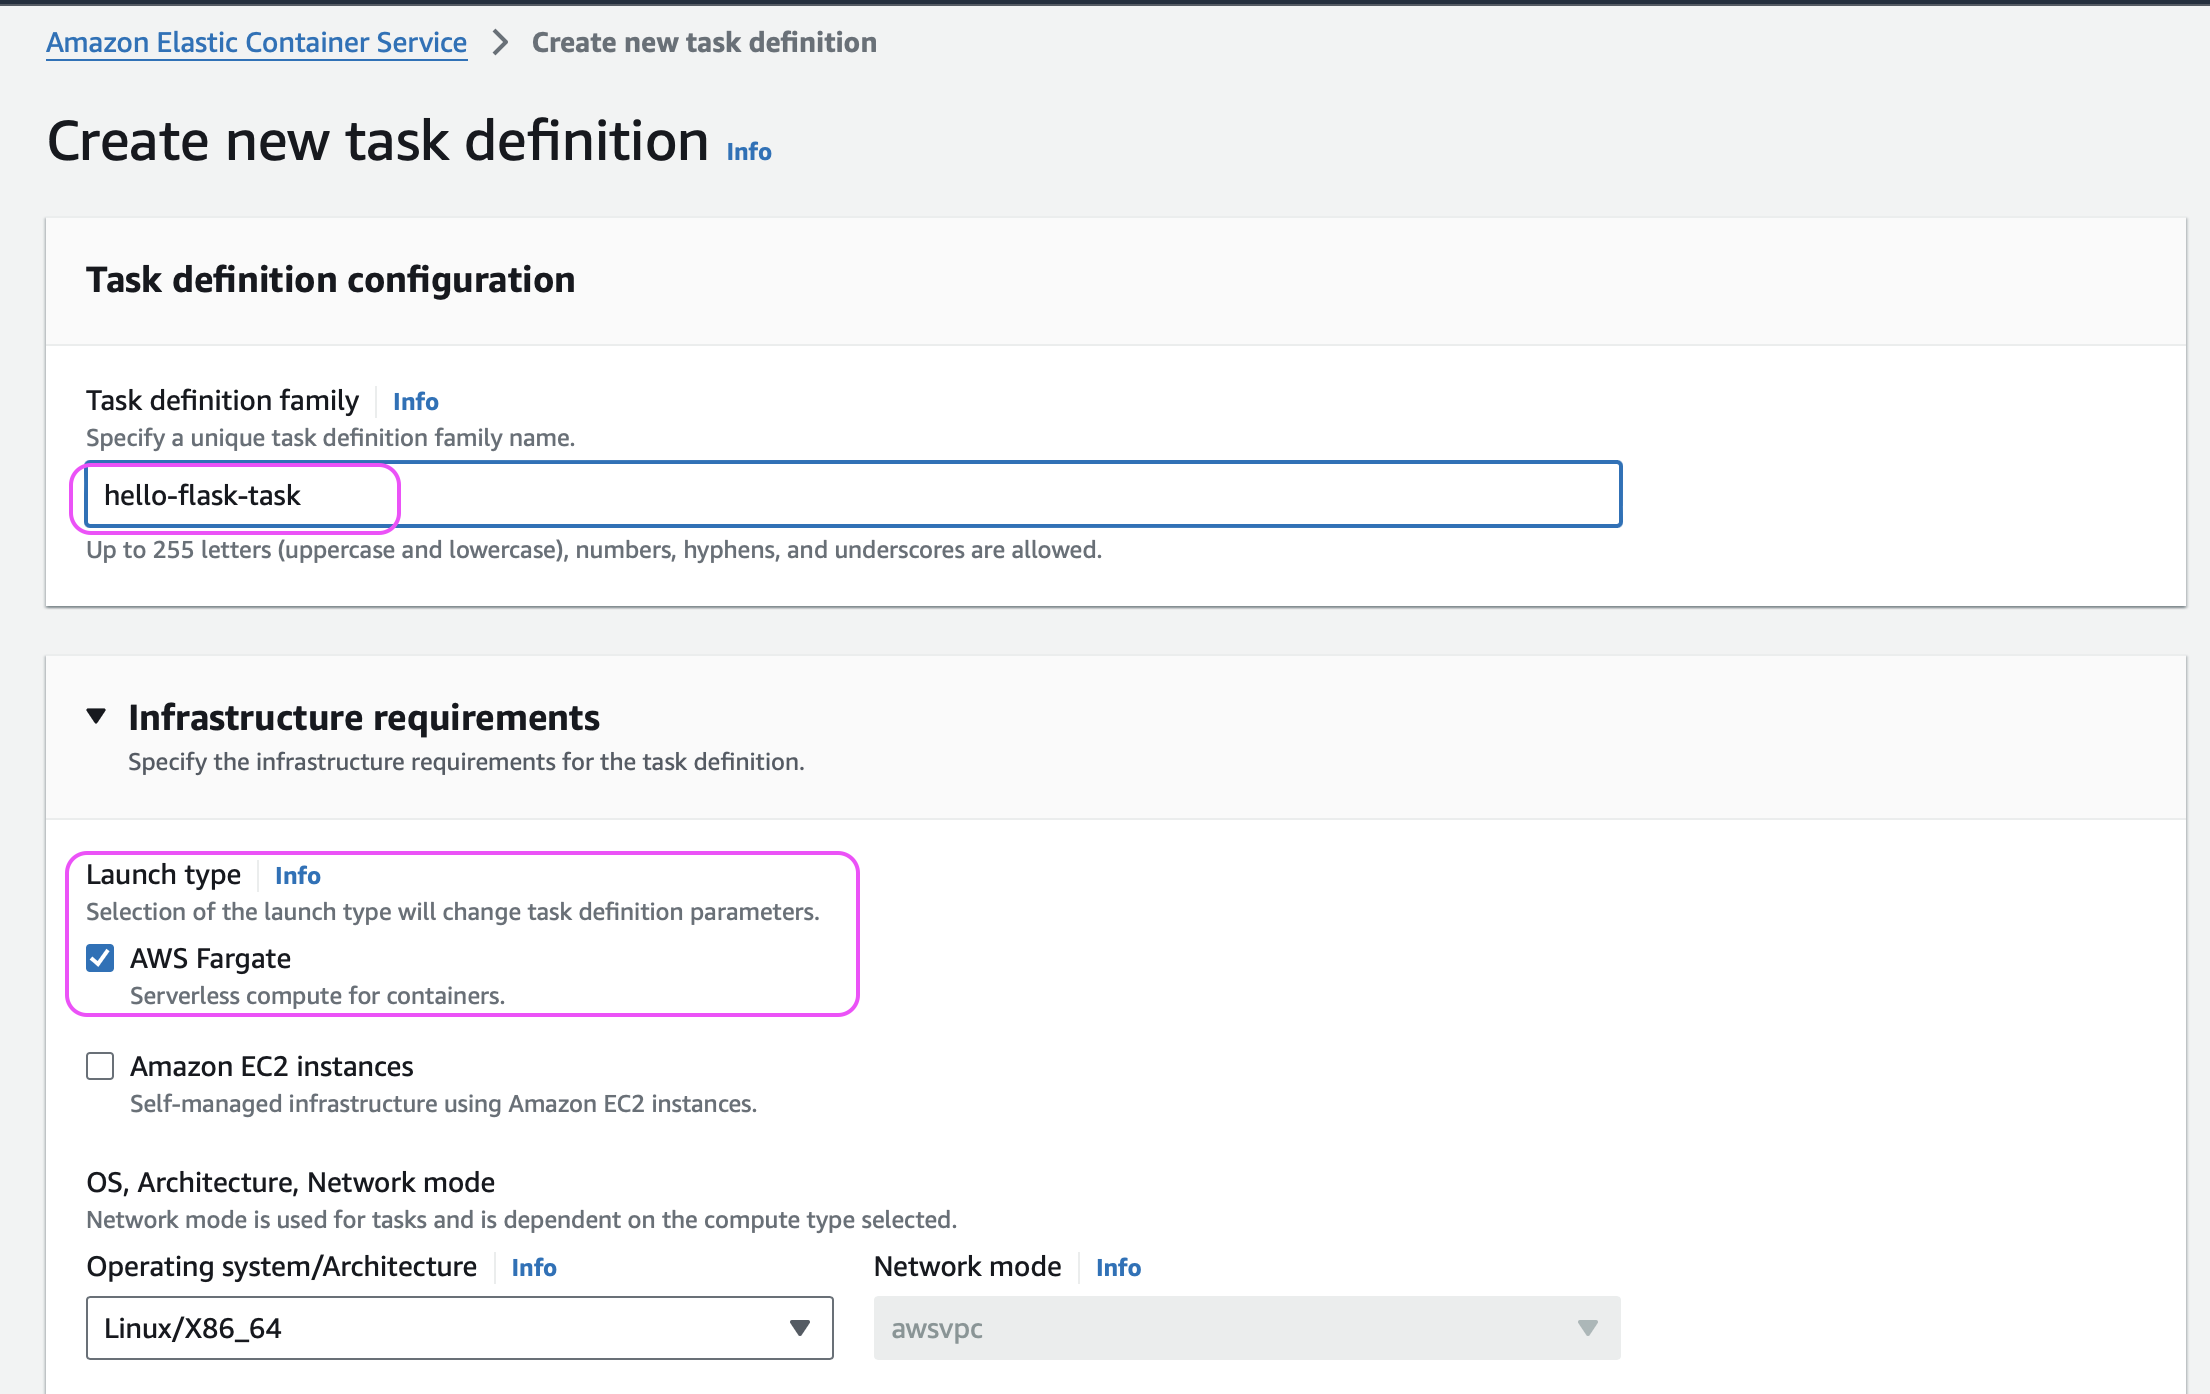 Amazon Elastic Container Service > Create new task definition
Create new task definition Info
Task definition configuration
Task definition family Info
Specify a unique task definition family name.
hello-flask-task
Up to 255 letters (uppercase and lowercase), numbers, hyphens, and underscores are allowed.
Infrastructure requirements
Specify the infrastructure requirements for the task definition.
Launch type Info
Selection of the launch type will change task definition parameters.
AWS Fargate
Serverless compute for containers.
Amazon EC2 instances
Self-managed infrastructure using Amazon EC2 instances.
OS, Architecture, Network mode
Network mode is used for tasks and is dependent on the compute type selected.
Operating system/Architecture Info Network mode Info
Linux/X86_64 awsvpc